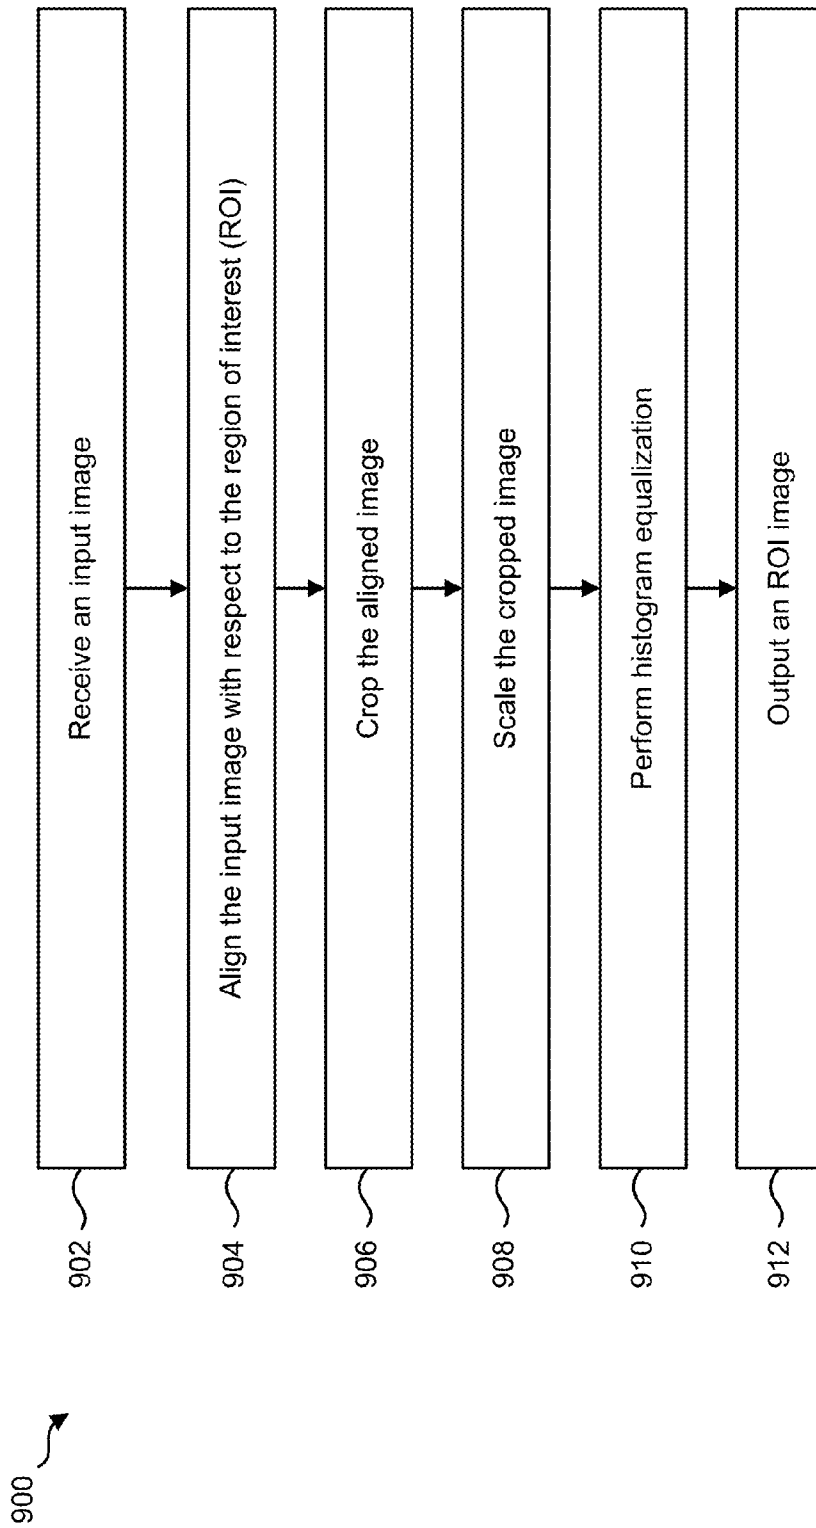 900
902
Receive an input image
904
Align the input image with respect to the region of interest (ROI)
906
Crop the aligned image
908
Scale the cropped image
910
Perform histogram equalization
912
Output an ROI image